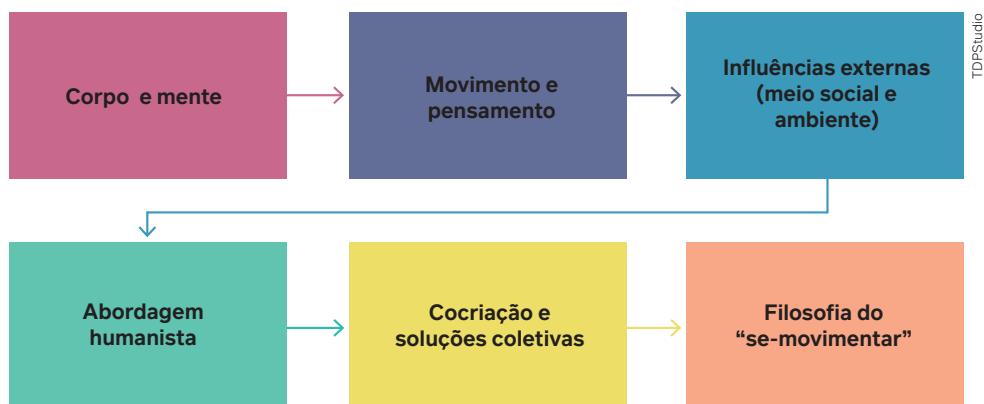 Corpo e mente
Movimento e
pensamento
Influências externas
(meio social e
ambiente)
TDPStudio
Abordagem
humanista
Cocriação e
soluções coletivas
Filosofia do
“se-movimentar”